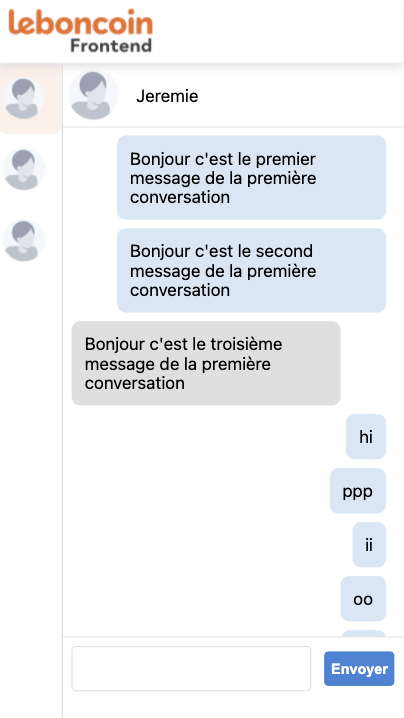 leboncoin
Frontend
Jeremie
Bonjour c'est le premier
message de la première
conversation
Bonjour c'est le second
message de la première
conversation
Bonjour c'est le troisième
message de la première
conversation
hi
ppp
ii
oo
Envoyer